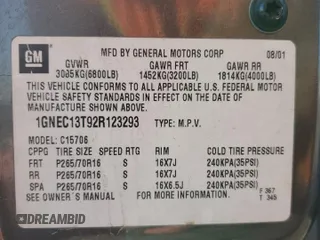 GM
MFD BY GENERAL MOTORS CORP 08/01
GVWR GAWR FRT GAWR RR
3085KG(6800LB) 1452KG(3200LB) 1814KG(4000LB)
THIS VEHICLE CONFORMS TO ALL APPLICABLE U.S. FEDERAL MOTOR
VEHICLE SAFETY STANDARDS IN EFFECT ON THE DATE OF
MANUFACTURE SHOWN ABOVE.
1GNEC13T92R123293 TYPE: M.P.V.
MODEL: C15706
CPPG TIRE SIZE SPEED RTG RIM COLD TIRE PRESSURE
FRT P265/70R16 S 16X7J 240KPA(35PSI)
RR P265/70R16 S 16X7J 240KPA(35PSI)
SPA P265/70R16 S 16X6.5J 240KPA(35PSI)
SEE OWNER'S MANUAL FOR MORE INFORMATION. F 367
T 345
DREAMBID